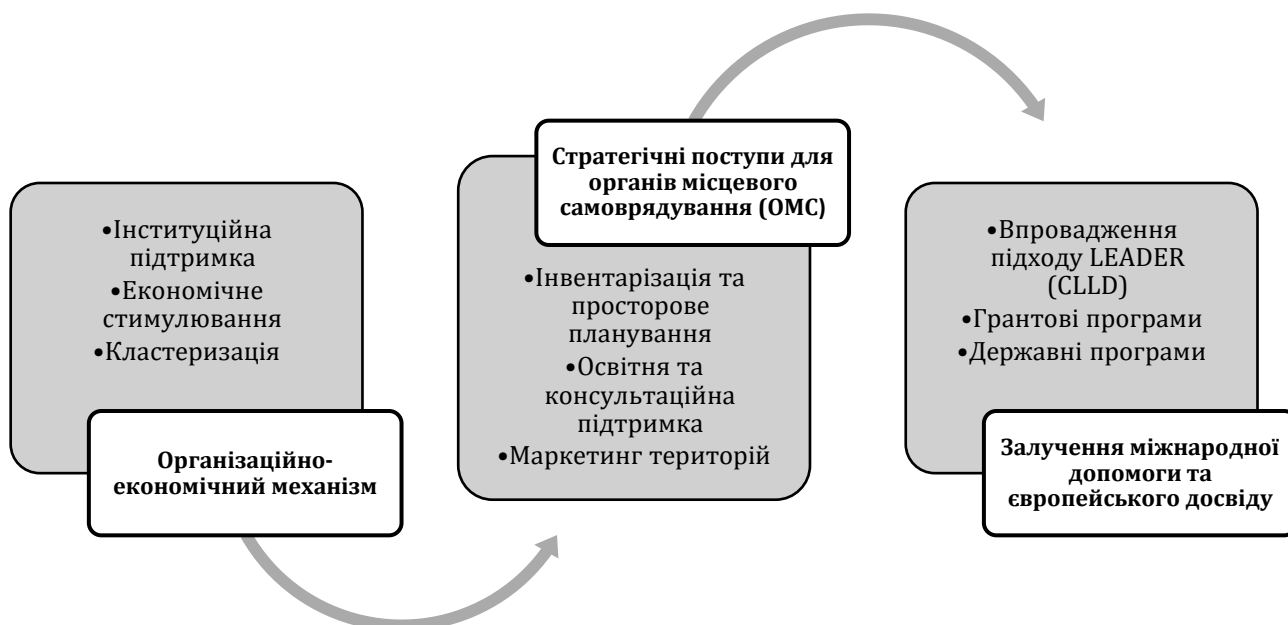 •Інституційна
підтримка
•Економічне
стимулювання
•Кластеризація
Організаційно-
економічний механізм
Стратегічні поступи для
органів місцевого
самоврядування (ОМС)
•Інвентарізація та
просторове
планування
•Освітня та
консультаційна
підтримка
•Маркетинг територій
•Впровадження
підходу LEADER
(CLLD)
•Грантові програми
•Державні програми
Залучення міжнародної
допомоги та
європейського досвіду